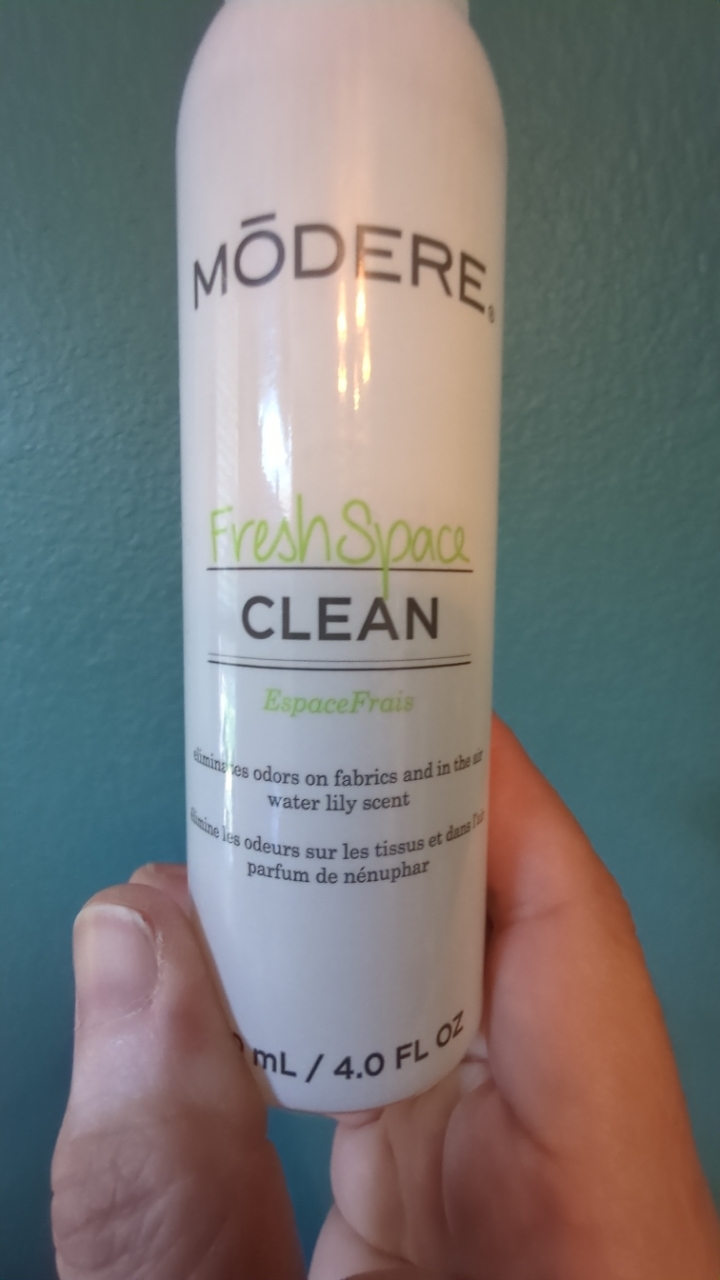 MŌDERE®
FreshSpace
CLEAN
EspaceFrais
eliminates odors on fabrics and in the air
water lily scent
élimine les odeurs sur les tissus et dans l'air
parfum de nénuphar
mL / 4.0 FL OZ